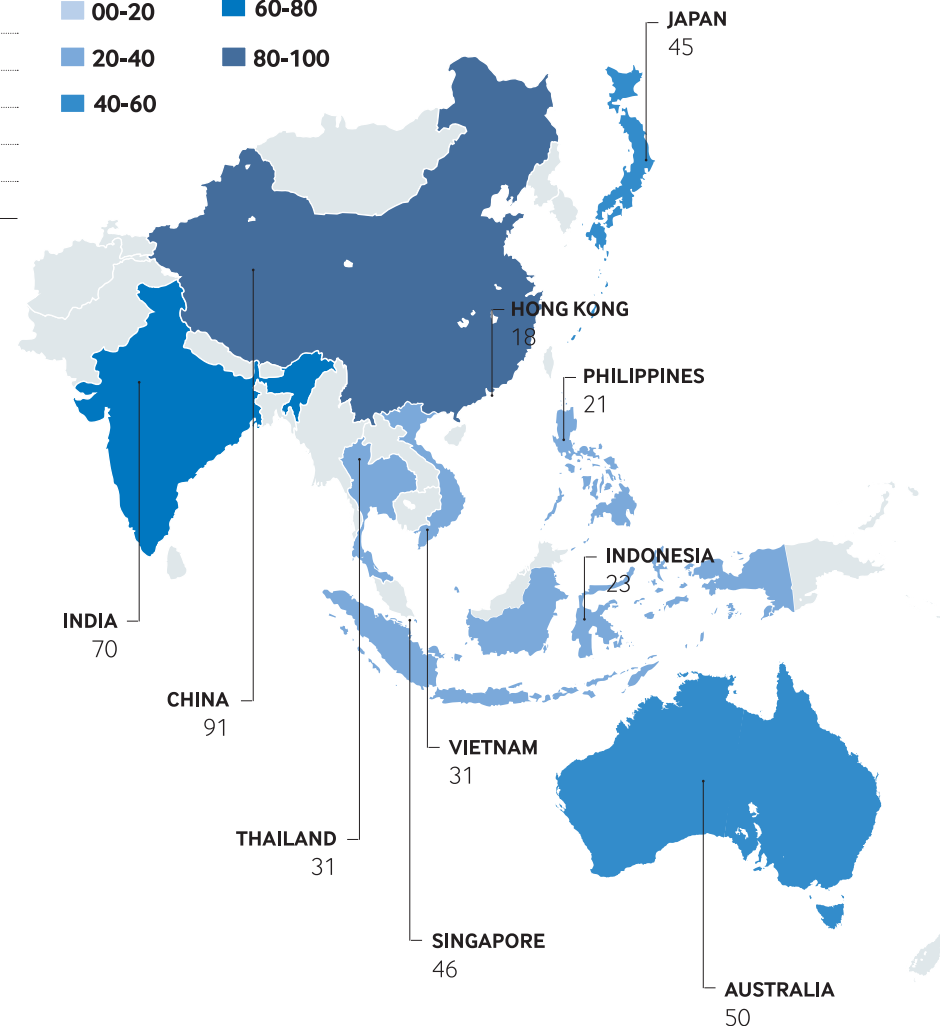 00-20
60-80
20-40
80-100
40-60
JAPAN
45
HONG KONG
18
PHILIPPINES
21
INDONESIA
23
INDIA
70
CHINA
91
VIETNAM
31
THAILAND
31
SINGAPORE
46
AUSTRALIA
50